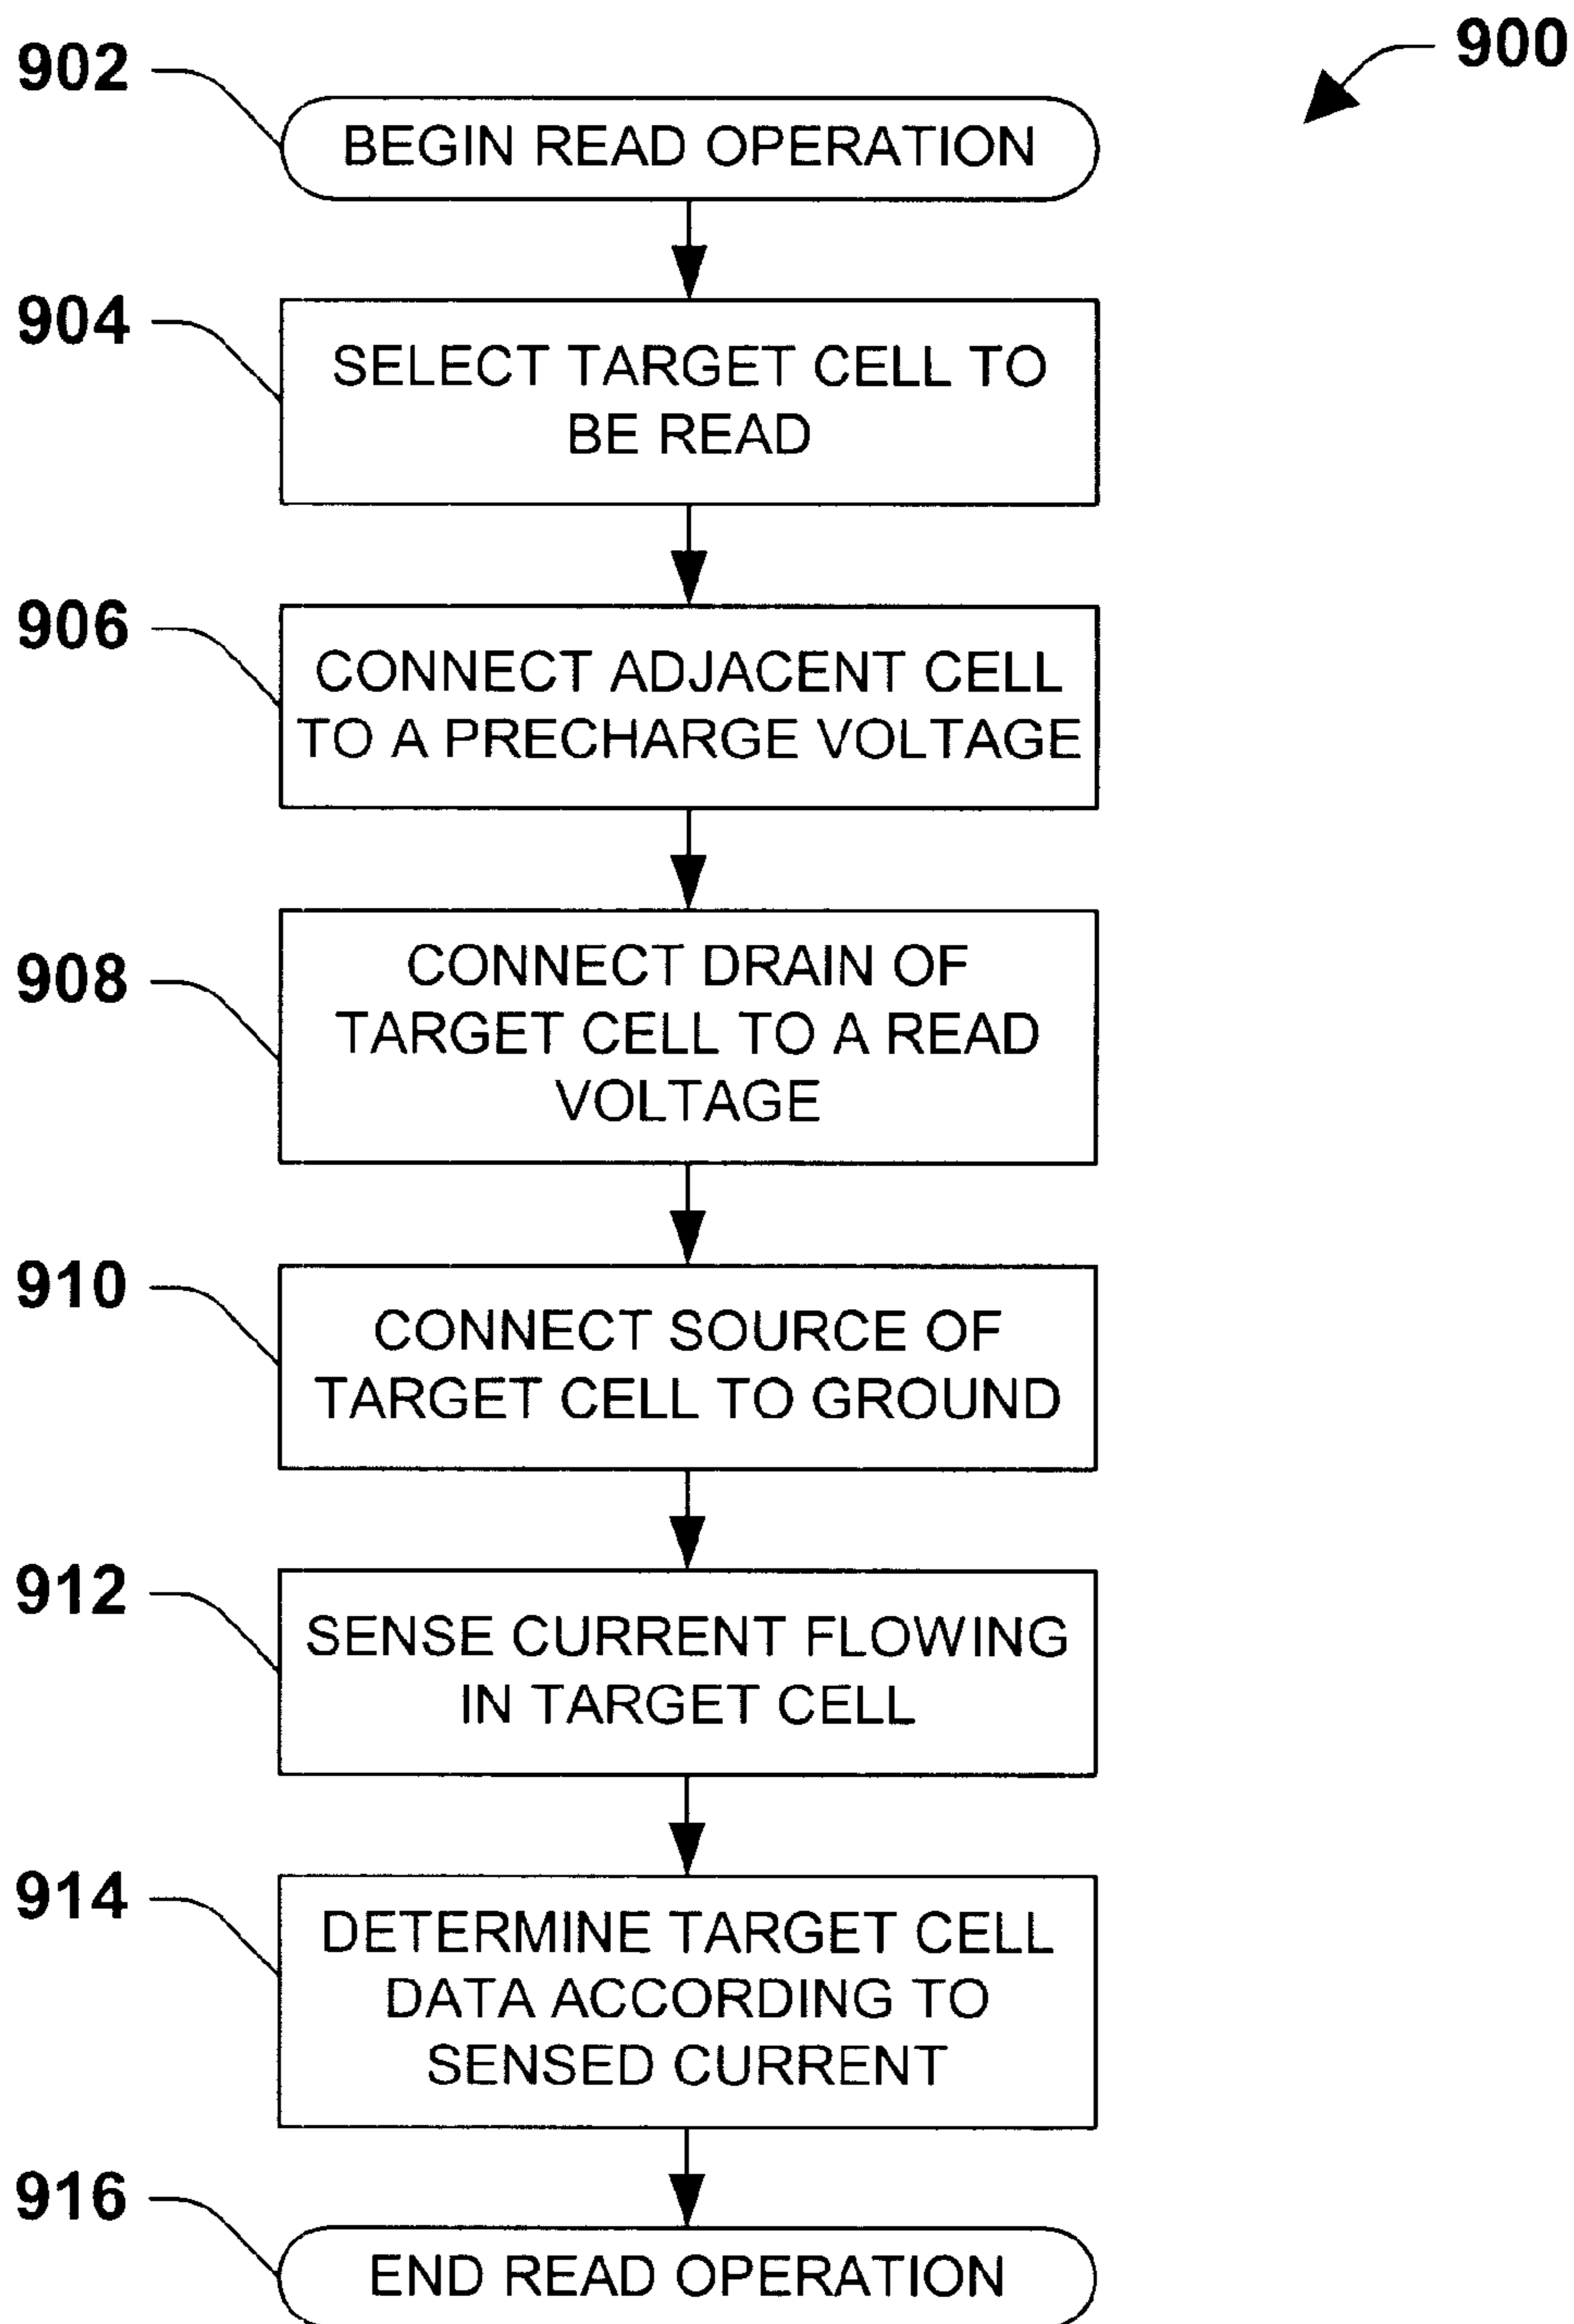 900
902
BEGIN READ OPERATION
904
SELECT TARGET CELL TO
BE READ
906
CONNECT ADJACENT CELL
TO A PRECHARGE VOLTAGE
908
CONNECT DRAIN OF
TARGET CELL TO A READ
VOLTAGE
910
CONNECT SOURCE OF
TARGET CELL TO GROUND
912
SENSE CURRENT FLOWING
IN TARGET CELL
914
DETERMINE TARGET CELL
DATA ACCORDING TO
SENSED CURRENT
916
END READ OPERATION